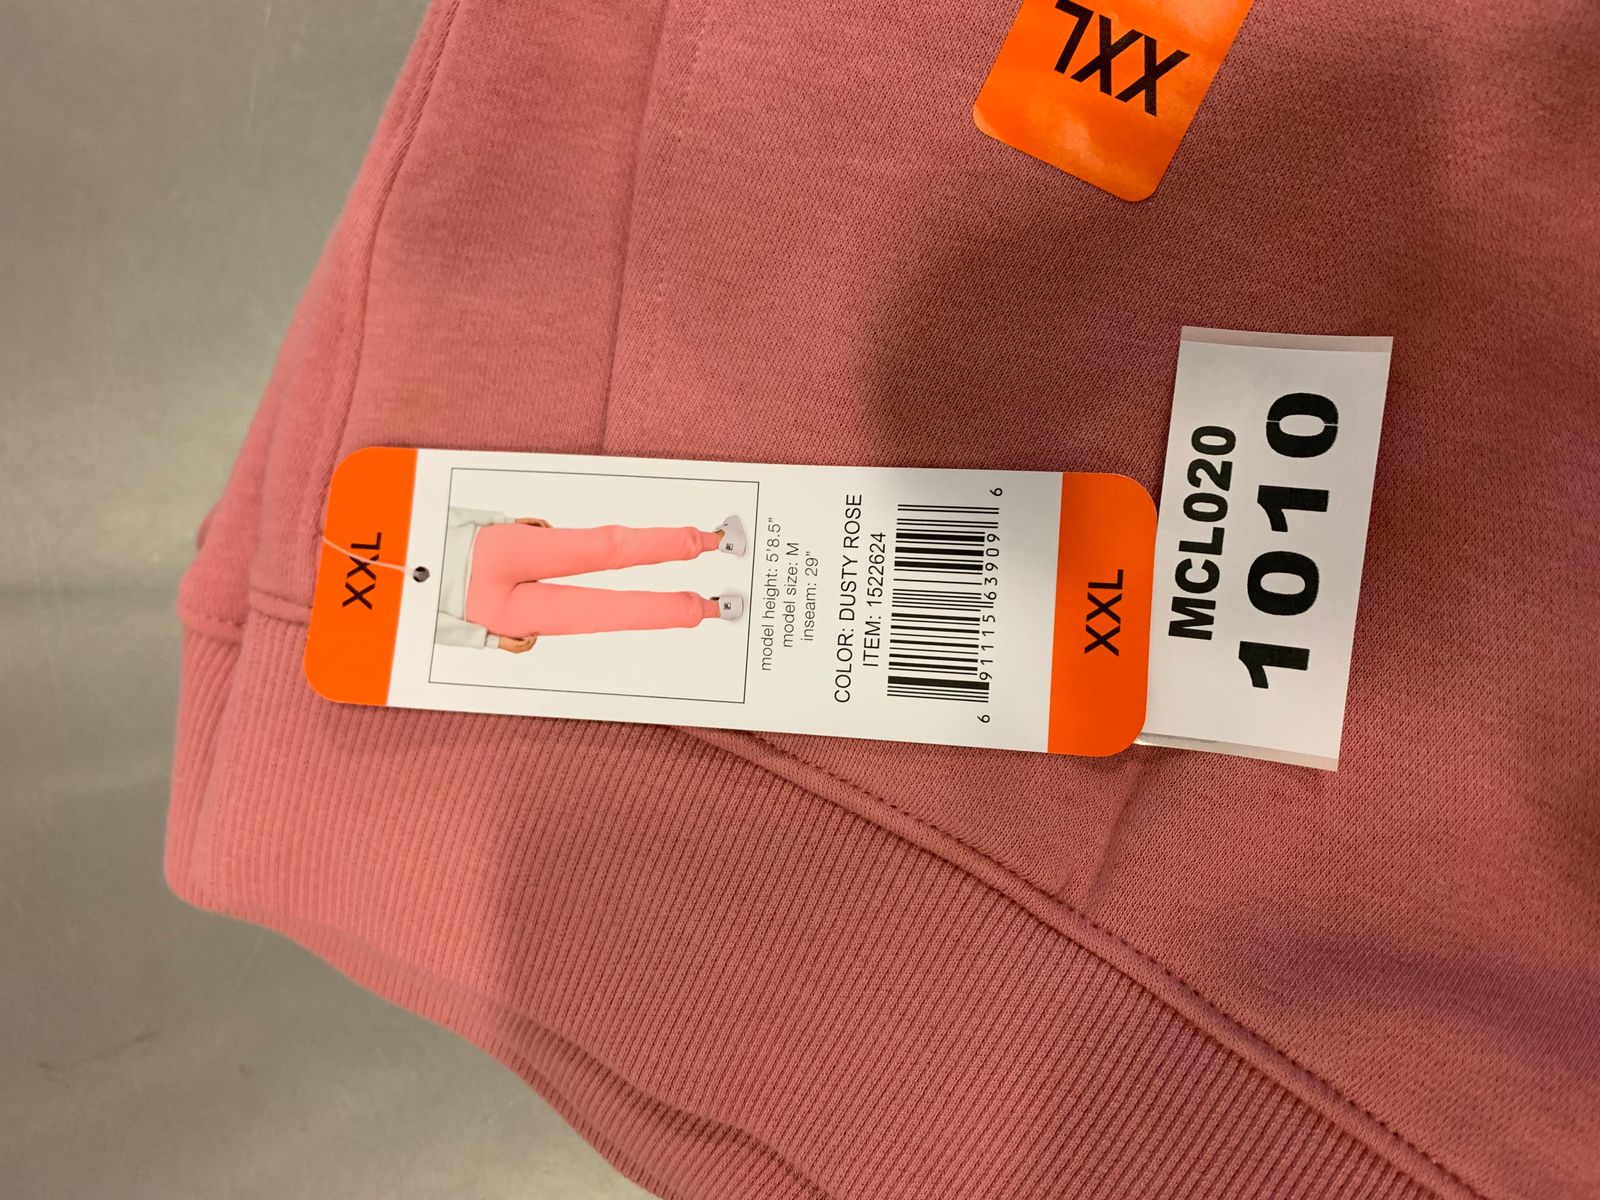 XXL
XXL
model height: 5'8.5"
model size: M
inseam: 29"
COLOR: DUSTY ROSE
ITEM: 1522624
6 91115 63909 6
XXL
MCL020
1010